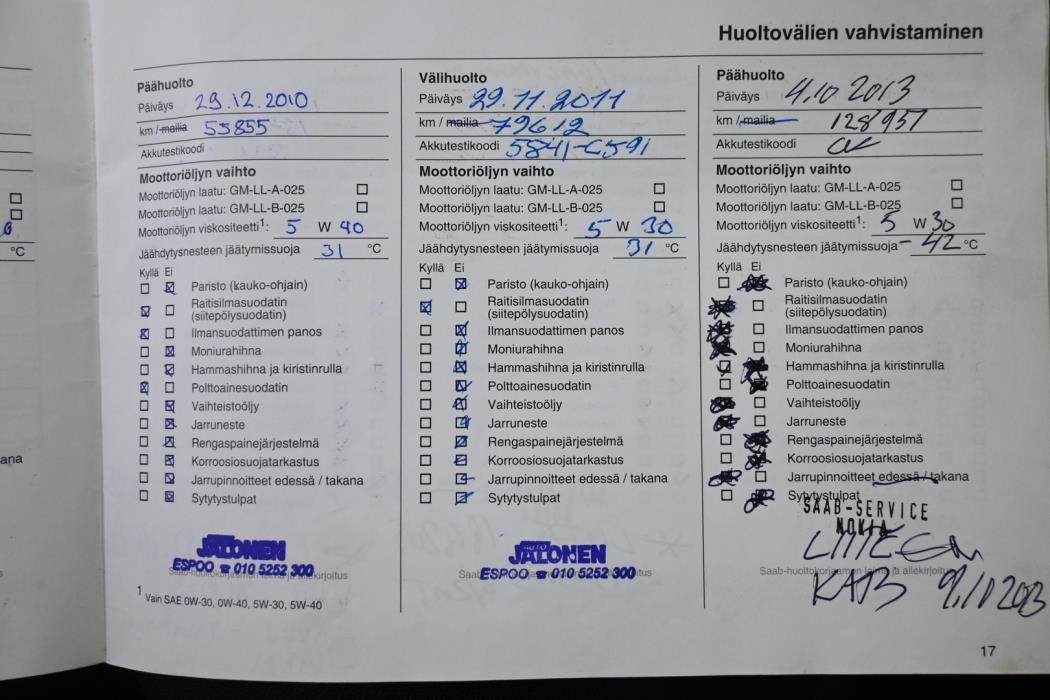 Huoltovälien vahvistaminen
Päähuolto
Päiväys 29.12.2010
km / mailia 53855
Akkutestikoodi
Moottoriöljyn vaihto
Moottoriöljyn laatu: GM-LL-A-025
Moottoriöljyn laatu: GM-LL-B-025
Moottoriöljyn viskositeetti1: 5 W 40
Jäähdytysnesteen jäätymissuoja 31 °C
Kyllä Ei
Paristo (kauko-ohjain)
Raitisilmasuodatin
(siitepölysuodatin)
Ilmansuodattimen panos
Moniurahihna
Hammashihna ja kiristinrulla
Polttoainesuodatin
Vaihteistoöljy
Jarruneste
Rengaspainejärjestelmä
Korroosiosuojatarkastus
Jarrupinnoitteet edessä / takana
Sytytystulpat
JALONEN
ESPOO ☎ 010 5252 300
1 Vain SAE 0W-30, 0W-40, 5W-30, 5W-40
Välihuolto
Päiväys 29.11.2011
km / mailia 79612
Akkutestikoodi 5841-C591
Moottoriöljyn vaihto
Moottoriöljyn laatu: GM-LL-A-025
Moottoriöljyn laatu: GM-LL-B-025
Moottoriöljyn viskositeetti1: 5 W 30
Jäähdytysnesteen jäätymissuoja 31 °C
Kyllä Ei
Paristo (kauko-ohjain)
Raitisilmasuodatin
(siitepölysuodatin)
Ilmansuodattimen panos
Moniurahihna
Hammashihna ja kiristinrulla
Polttoainesuodatin
Vaihteistoöljy
Jarruneste
Rengaspainejärjestelmä
Korroosiosuojatarkastus
Jarrupinnoitteet edessä / takana
Sytytystulpat
AUTO
JALONEN
ESPOO ☎ 010 5252 300
Päähuolto
Päiväys 4.10 2013
km / mailia 128957
Akkutestikoodi ok
Moottoriöljyn vaihto
Moottoriöljyn laatu: GM-LL-A-025
Moottoriöljyn laatu: GM-LL-B-025
Moottoriöljyn viskositeetti1: 5 W 30
Jäähdytysnesteen jäätymissuoja -42 °C
Kyllä Ei
Paristo (kauko-ohjain)
Raitisilmasuodatin
(siitepölysuodatin)
Ilmansuodattimen panos
Moniurahihna
Hammashihna ja kiristinrulla
Polttoainesuodatin
Vaihteistoöljy
Jarruneste
Rengaspainejärjestelmä
Korroosiosuojatarkastus
Jarrupinnoitteet edessä / takana
Sytytystulpat
SAAB-SERVICE
NOKIA
Saab-huoltokorjaamon leima ja allekirjoitus
17
°C
ana